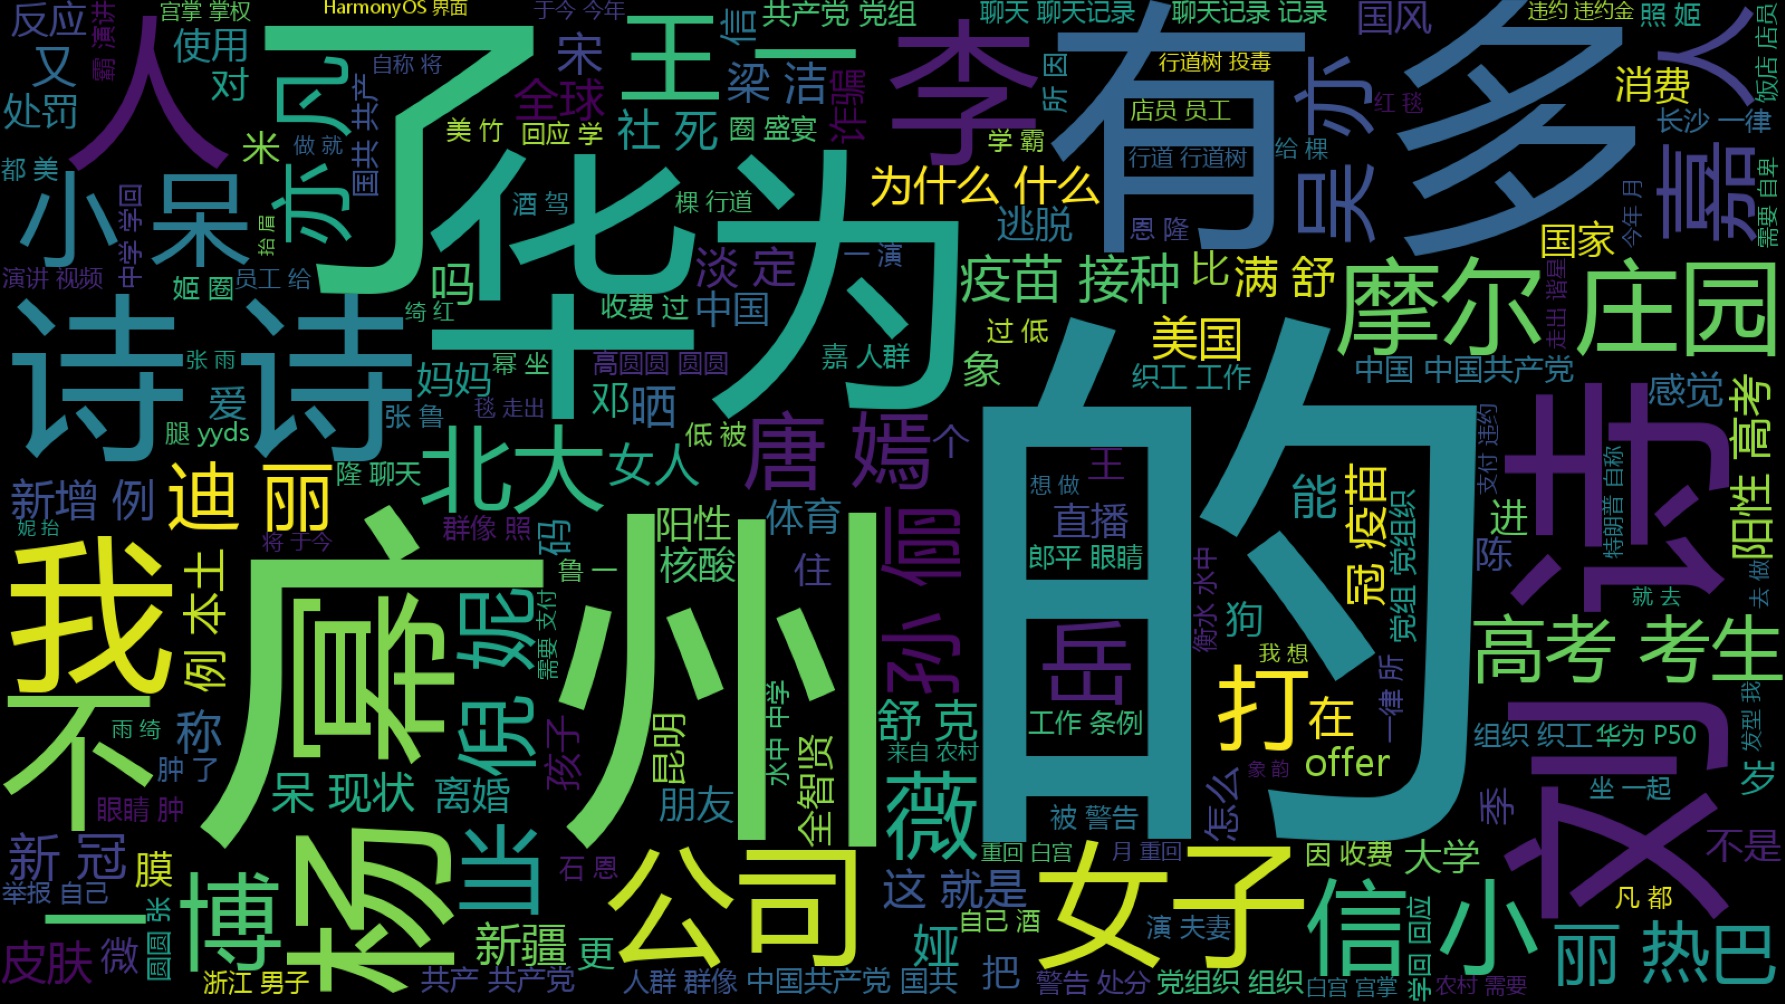 反应
宫掌 掌权
HarmonyOS 界面
于今 今年
共产党 党组
聊天 聊天记录
聊天记录 记录
国风
违约 违约金
照 姬
霸 演讲
人
使用
了
自称 将
宋
信
王一
李
有
多
人
饭店 店员
又
对
凡
国共 共产
全球
梁 洁
诈骗
所 因
行道树 投毒
亦
红 毯
消费
处罚
米
做 就
美 竹
回应 学
社 死
圈 盛宴
学 霸
店员 员工
长沙 一律
都 美
小
呆
亦
华为
酒 驾
棵 行道
为什么 什么
行道 行道树
给 棵
吴
嘉
需要 自卑
中学 学回
抬 眉
逃脱
恩 隆
今年 月
国家
演讲 视频
姬 圈
员工 给
吗
淡 定
一 演
疫苗 接种
比
满 舒
摩尔 庄园
走出 谐星
诗诗
绮 红
十
收费 过
中国
过 低
美国
张 雨
妈妈
幂 坐
高圆圆 圆圆
嘉 人群
象
织工 工作
中国 中国共产党
感觉
爱
张 鲁
毯 走出
邓
晒
的
讨
阳性 高考
腿 yyds
北大
女人
低 被
唐 嫣
个
王
支付 违约
新增 例
迪 丽
隆 聊天
想 做
能
冠 疫苗
党组 党组织
特朗普 自称
进
妮 抬
将 于今
群像 照
码
阳性
体育
直播
陈
我
例 本土
幂
倪 妮
鲁 一
核酸
住
孙 俪
郎平 眼睛
衡水 水中
去 做
需要 支付
州
狗
就 去
岳
我 想
高考 考生
不
雨 绮
称
孩子
昆明
水中 中学
全智贤
舒 克
工作 条例
打
在
一律 所
文
发型 我
肿 了
来自 农村
offer
组织 织工
华为 P50
眼睛 肿
呆 现状
离婚
朋友
薇
象 韵
坐 一起
岁
新 冠
膜
杨
被 警告
怎么
季
不是
举报 自己
石 恩
公司
重回 白宫
月 重回
因 收费
大学
一
圆圆 张
博
这 就是
女子
信
小
学回 回应
凡 都
皮肤
微
新疆
更
自己 酒
演 夫妻
丽 热巴
浙江 男子
共产 共产党
人群 群像
中国共产党 国共
娅
把
警告 处分
党组织 组织
白宫 宫掌
农村 需要